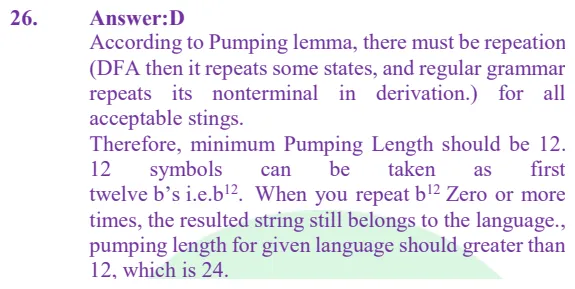 26. Answer:D
According to Pumping lemma, there must be repeation
(DFA then it repeats some states, and regular grammar
repeats its nonterminal in derivation.) for all
acceptable stings.
Therefore, minimum Pumping Length should be 12.
12 symbols can be taken as first
twelve b’s i.e.b¹². When you repeat b¹² Zero or more
times, the resulted string still belongs to the language.,
pumping length for given language should greater than
12, which is 24.